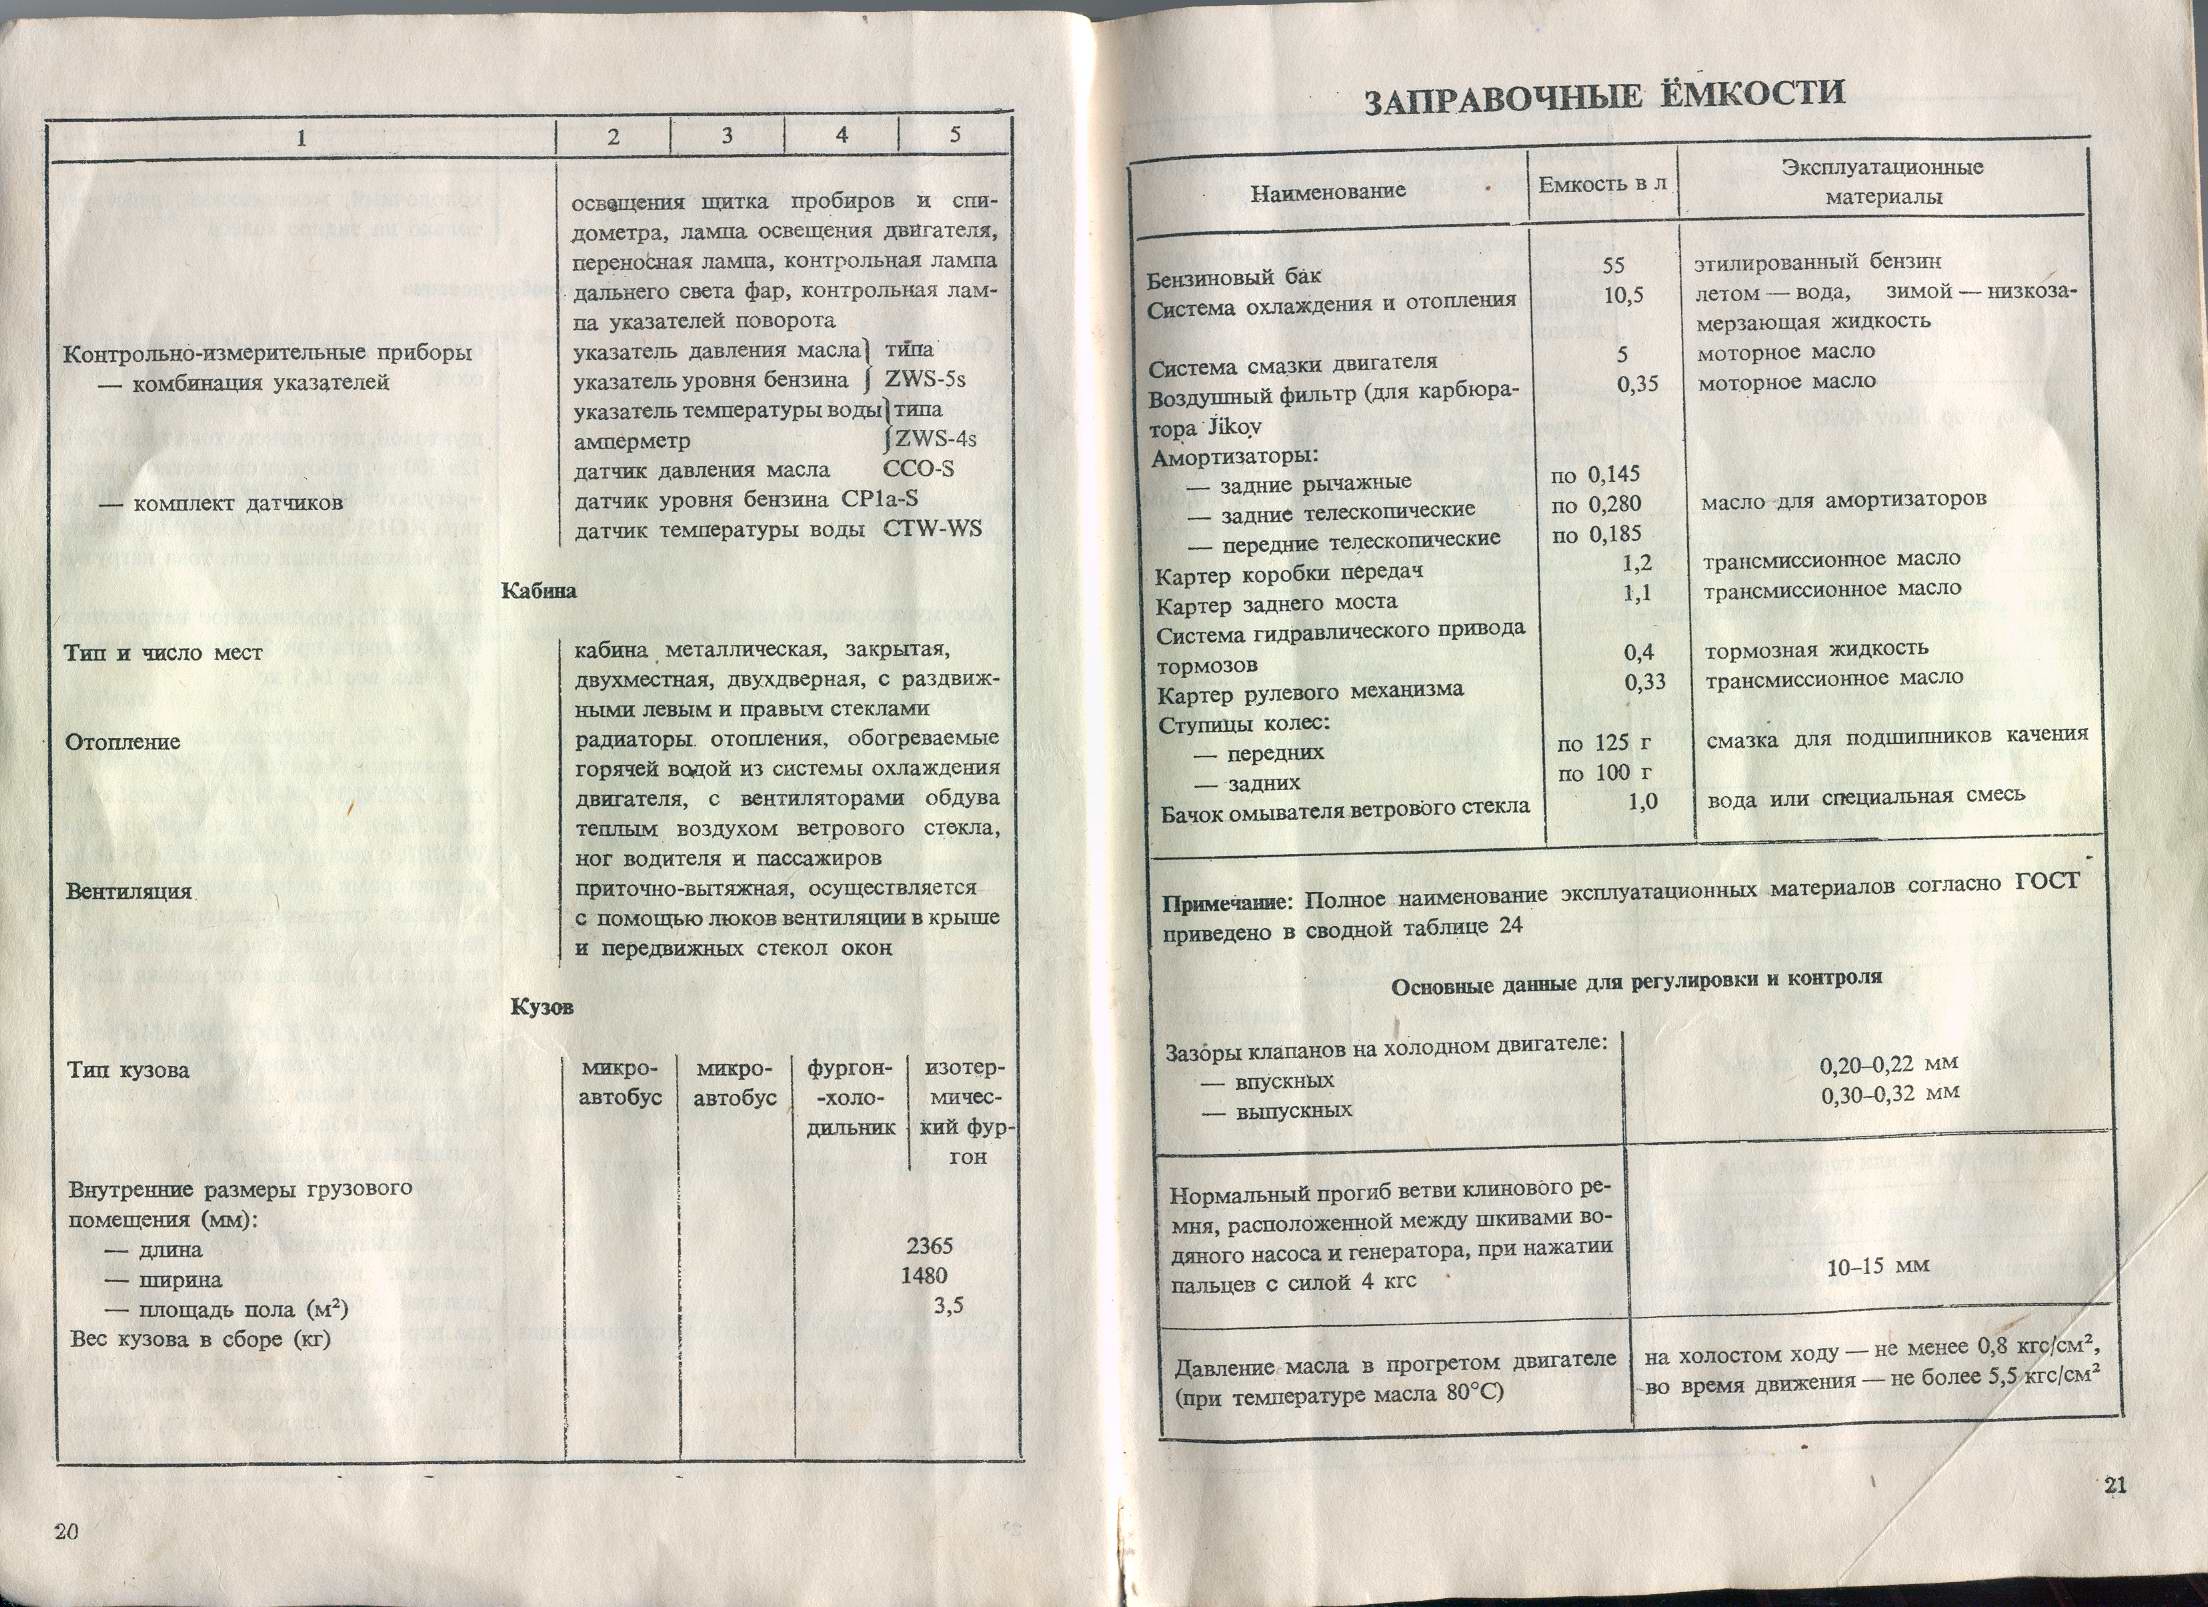 1 2 3 4 5
освещения щитка пробиров и спи-
дометра, лампа освещения двигателя,
переносная лампа, контрольная лампа
дальнего света фар, контрольная лам-
па указателей поворота
Контрольно-измерительные приборы указатель давления масла } типа
— комбинация указателей указатель уровня бензина } ZWS-5s
указатель температуры воды } типа
амперметр } ZWS-4s
датчик давления масла CCO-S
— комплект датчиков датчик уровня бензина CP1a-S
датчик температуры воды CTW-WS
Кабина
Тип и число мест кабина металлическая, закрытая,
двухместная, двухдверная, с раздвиж-
ными левым и правым стеклами
Отопление радиаторы отопления, обогреваемые
горячей водой из системы охлаждения
двигателя, с вентиляторами обдува
теплым воздухом ветрового стекла,
ног водителя и пассажиров
Вентиляция приточно-вытяжная, осуществляется
с помощью люков вентиляции в крыше
и передвижных стекол окон
Кузов
Тип кузова микро- микро- фургон- изотер-
автобус автобус -холо- мичес-
дильник кий фур-
гон
Внутренние размеры грузового
помещения (мм):
— длина 2365
— ширина 1480
— площадь пола (м²) 3,5
Вес кузова в сборе (кг)
20
ЗАПРАВОЧНЫЕ ЁМКОСТИ
Наименование Емкость в л Эксплуатационные
материалы
Бензиновый бак 55 этилированный бензин
Система охлаждения и отопления 10,5 летом — вода, зимой — низкоза-
мерзающая жидкость
Система смазки двигателя 5 моторное масло
Воздушный фильтр (для карбюра- 0,35 моторное масло
тора Jikov
Амортизаторы:
— задние рычажные по 0,145
— задние телескопические по 0,280 масло для амортизаторов
— передние телескопические по 0,185
Картер коробки передач 1,2 трансмиссионное масло
Картер заднего моста 1,1 трансмиссионное масло
Система гидравлического привода
тормозов 0,4 тормозная жидкость
Картер рулевого механизма 0,33 трансмиссионное масло
Ступицы колес:
— передних по 125 г смазка для подшипников качения
— задних по 100 г
Бачок омывателя ветрового стекла 1,0 вода или специальная смесь
Примечание: Полное наименование эксплуатационных материалов согласно ГОСТ
приведено в сводной таблице 24
Основные данные для регулировки и контроля
Зазоры клапанов на холодном двигателе:
— впускных 0,20–0,22 мм
— выпускных 0,30–0,32 мм
Нормальный прогиб ветви клинового ре-
мня, расположенной между шкивами во-
дяного насоса и генератора, при нажатии
пальцев с силой 4 кгс 10–15 мм
Давление масла в прогретом двигателе на холостом ходу — не менее 0,8 кгс/см²,
(при температуре масла 80°C) во время движения — не более 5,5 кгс/см²
21